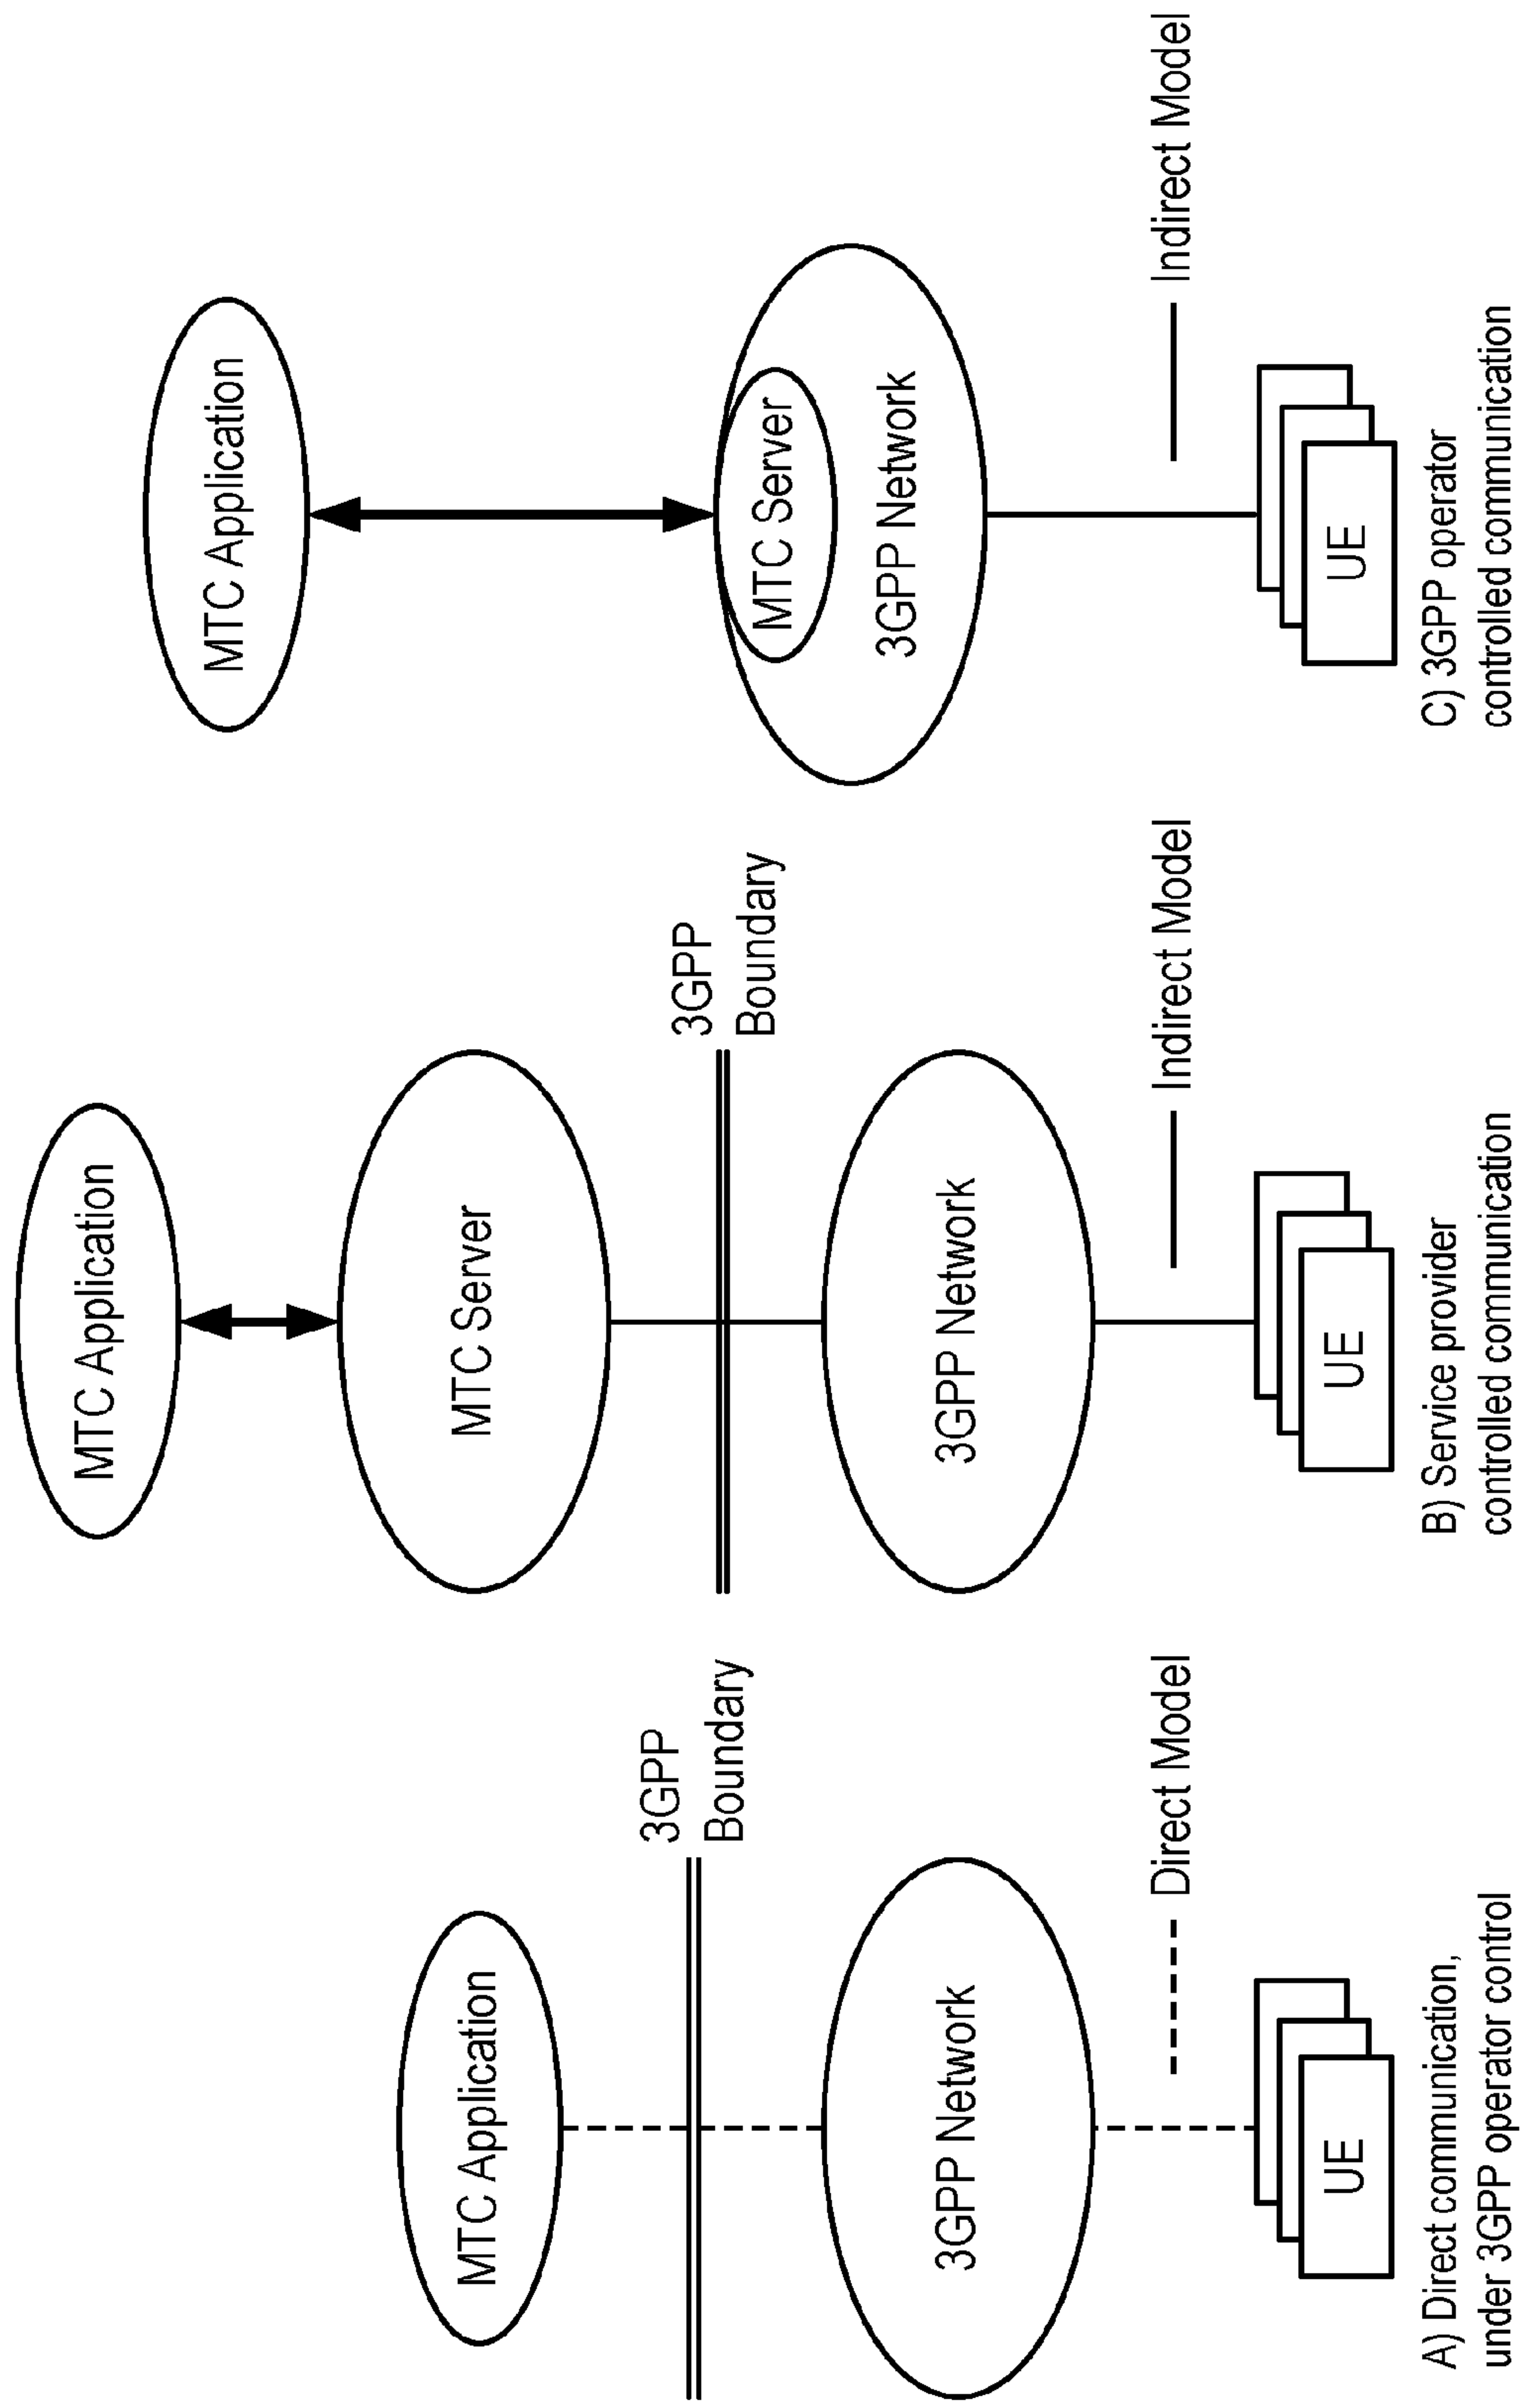 MTC Application
3GPP
Boundary
3GPP Network
Direct Model
UE
A) Direct communication,
under 3GPP operator control
MTC Application
MTC Server
3GPP
Boundary
3GPP Network
Indirect Model
UE
B) Service provider
controlled communication
MTC Application
MTC Server
3GPP Network
Indirect Model
UE
C) 3GPP operator
controlled communication